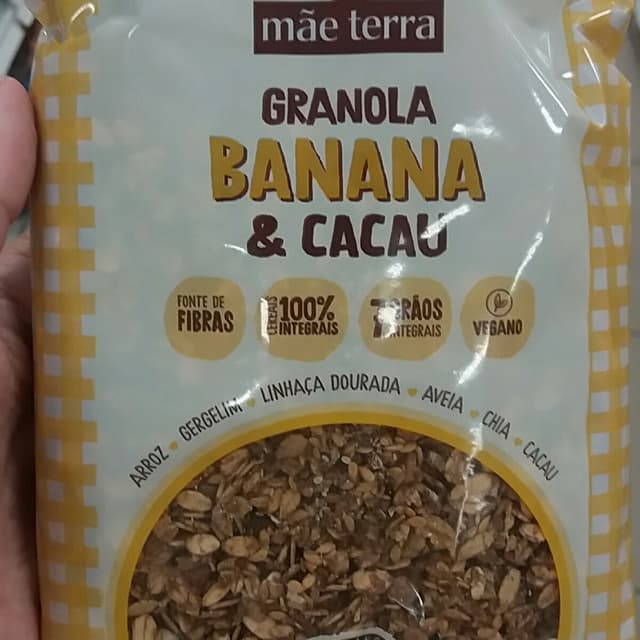 mãe terra
GRANOLA
BANANA
& CACAU
FONTE DE
FIBRAS
CEREAIS
100%
INTEGRAIS
7 GRÃOS
INTEGRAIS
VEGANO
ARROZ GERGELIM LINHAÇA DOURADA AVEIA CHIA CACAU